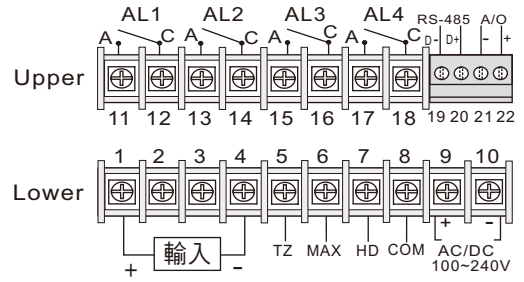 AL1 AL2 AL3 AL4 RS-485 A/O
A C A C A C A C D- D+ - +
Upper
11 12 13 14 15 16 17 18 19 20 21 22
1 2 3 4 5 6 7 8 9 10
Lower
+ 輸入 - TZ MAX HD COM + -
AC/DC
100~240V